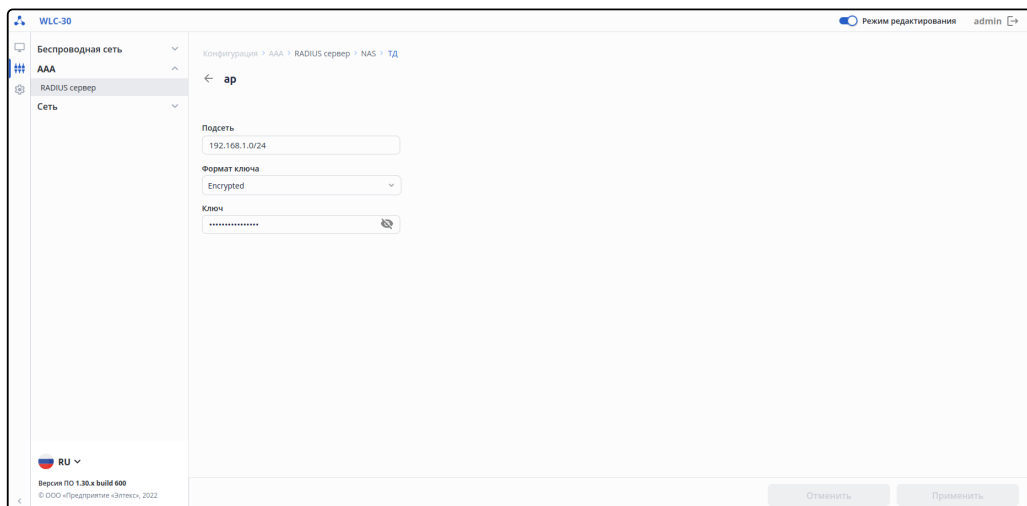 WLC-30
Режим редактирования
admin
Беспроводная сеть
AAA
RADIUS сервер
Сеть
Конфигурация > AAA > RADIUS сервер > NAS > ТД
← ap
Подсеть
192.168.1.0/24
Формат ключа
Encrypted
Ключ
••••••••••••••••
RU
Версия ПО 1.30.x build 600
© ООО «Предприятие «Элтекс», 2022
Отменить
Применить